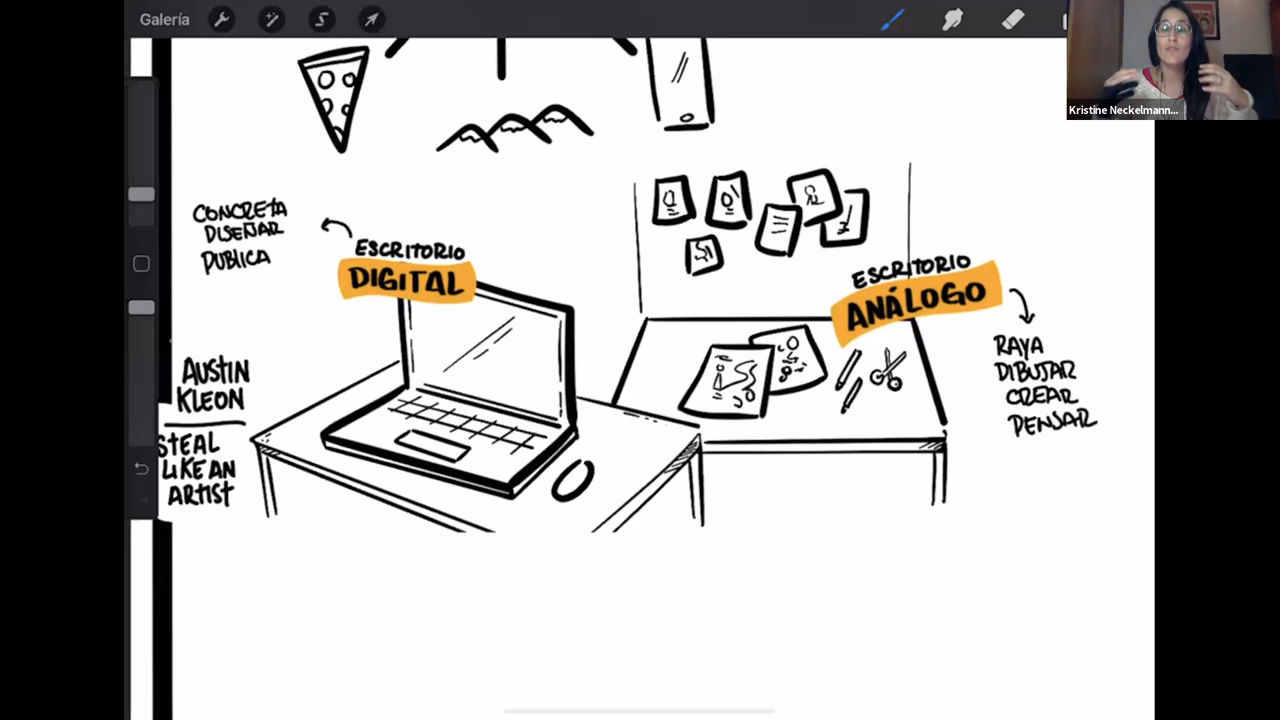 Galería
Kristine Neckelmann...
CONCRETA
DISEÑAR
PUBLICA
ESCRITORIO
DIGITAL
ESCRITORIO
ANÁLOGO
RAYA
DIBUJAR
CREAR
PENSAR
AUSTIN
KLEON
STEAL
LIKE AN
ARTIST